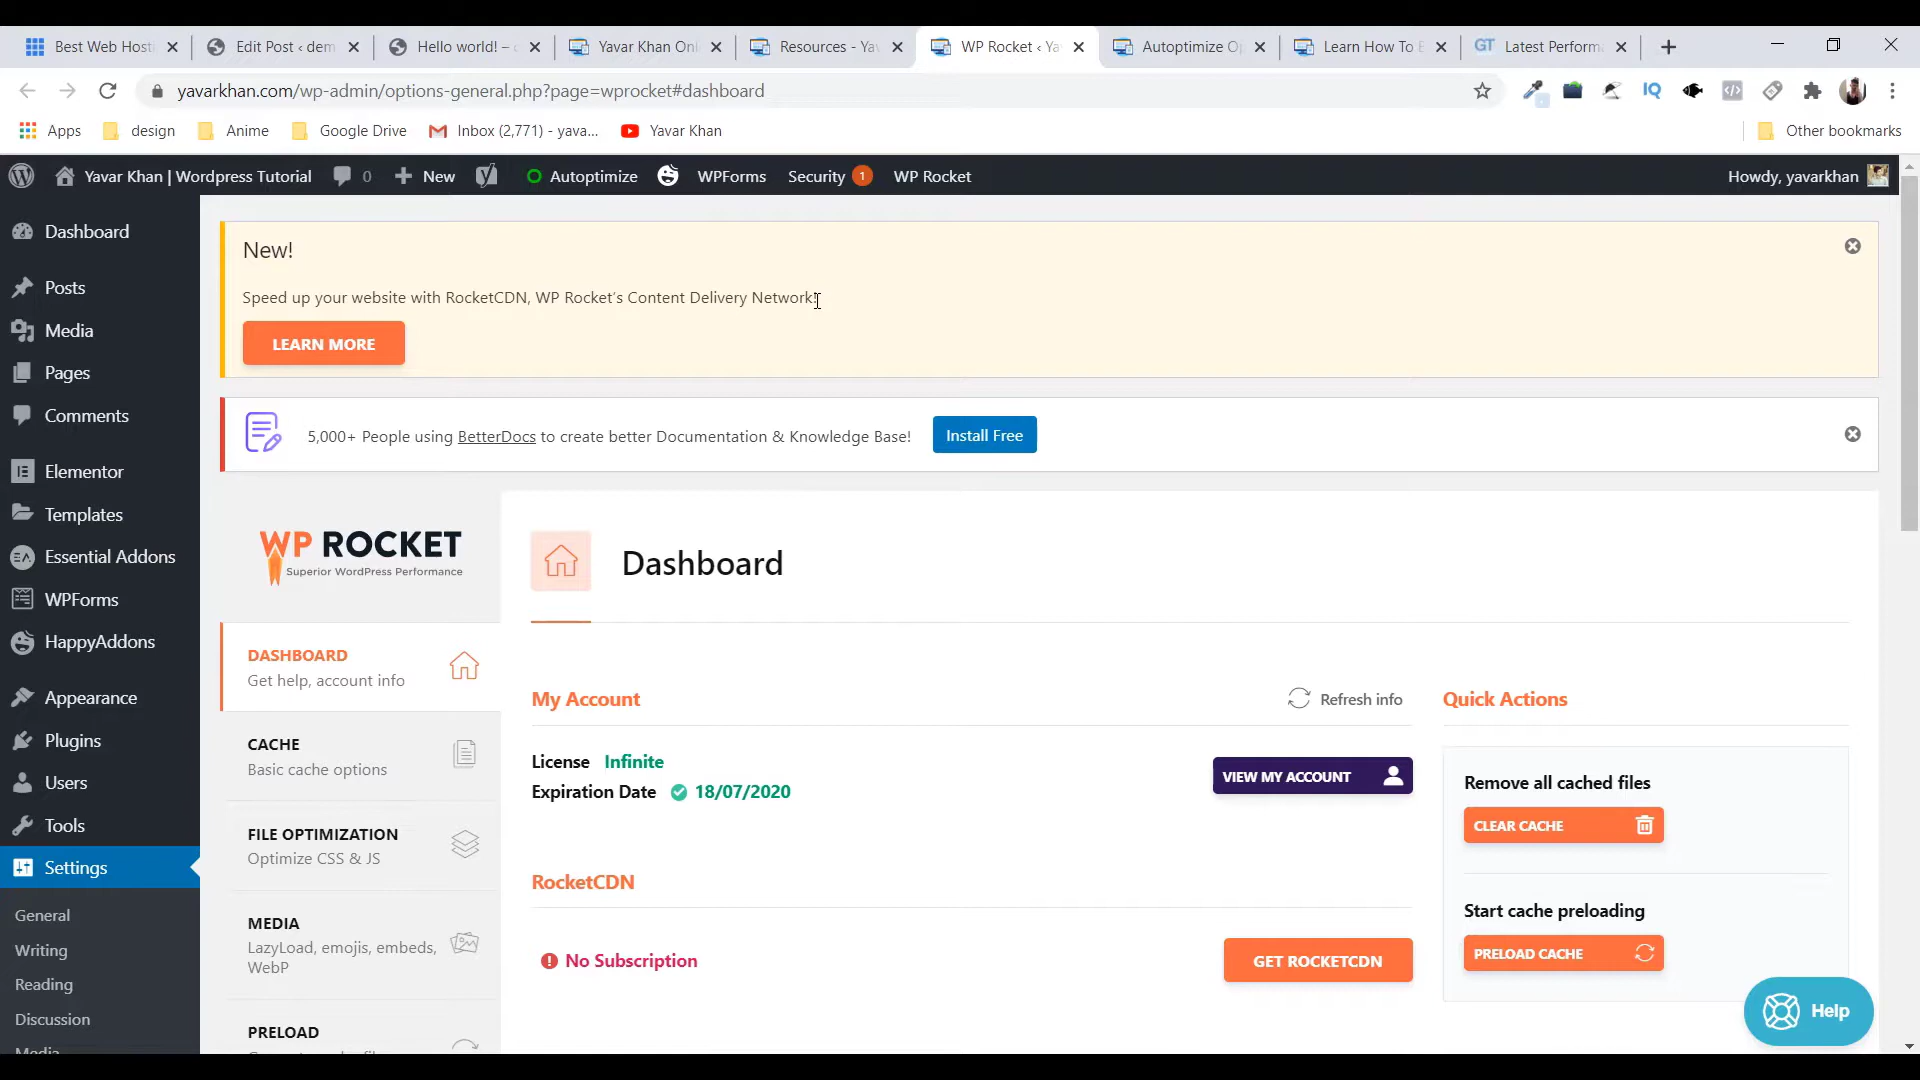 Best Web Hosti
Edit Post ‹ dem
Hello world! –
Yavar Khan Onl
Resources - Yav
WP Rocket ‹ Ya
Autoptimize O
Learn How To B
GT Latest Perform
yavarkhan.com/wp-admin/options-general.php?page=wprocket#dashboard
IQ
Apps
design
Anime
Google Drive
Inbox (2,771) - yava...
Yavar Khan
Other bookmarks
Yavar Khan | Wordpress Tutorial
0
New
Autoptimize
WPForms
Security 1
WP Rocket
Howdy, yavarkhan
Dashboard
Posts
Media
Pages
Comments
Elementor
Templates
Essential Addons
WPForms
HappyAddons
Appearance
Plugins
Users
Tools
Settings
General
Writing
Reading
Discussion
Media
New!
Speed up your website with RocketCDN, WP Rocket’s Content Delivery Network!
LEARN MORE
5,000+ People using BetterDocs to create better Documentation & Knowledge Base!
Install Free
WP ROCKET
Superior WordPress Performance
DASHBOARD
Get help, account info
CACHE
Basic cache options
FILE OPTIMIZATION
Optimize CSS & JS
MEDIA
LazyLoad, emojis, embeds,
WebP
PRELOAD
Dashboard
My Account
Refresh info
License Infinite
Expiration Date 18/07/2020
VIEW MY ACCOUNT
RocketCDN
No Subscription
GET ROCKETCDN
Quick Actions
Remove all cached files
CLEAR CACHE
Start cache preloading
PRELOAD CACHE
Help